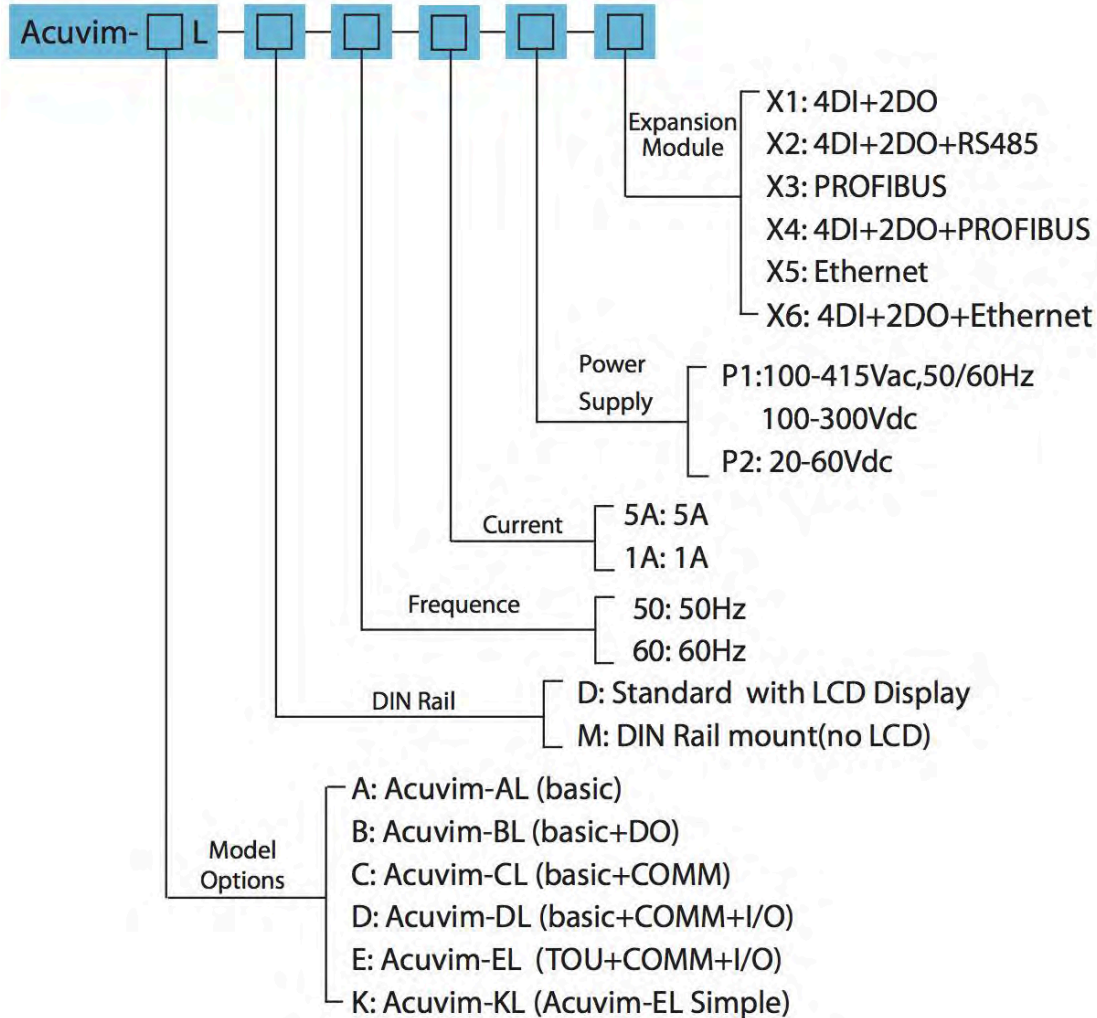 Acuvim- L
Expansion
Module
X1: 4DI+2DO
X2: 4DI+2DO+RS485
X3: PROFIBUS
X4: 4DI+2DO+PROFIBUS
X5: Ethernet
X6: 4DI+2DO+Ethernet
Power
Supply
P1:100-415Vac,50/60Hz
100-300Vdc
P2: 20-60Vdc
Current
5A: 5A
1A: 1A
Frequence
50: 50Hz
60: 60Hz
DIN Rail
D: Standard with LCD Display
M: DIN Rail mount(no LCD)
Model
Options
A: Acuvim-AL (basic)
B: Acuvim-BL (basic+DO)
C: Acuvim-CL (basic+COMM)
D: Acuvim-DL (basic+COMM+I/O)
E: Acuvim-EL (TOU+COMM+I/O)
K: Acuvim-KL (Acuvim-EL Simple)